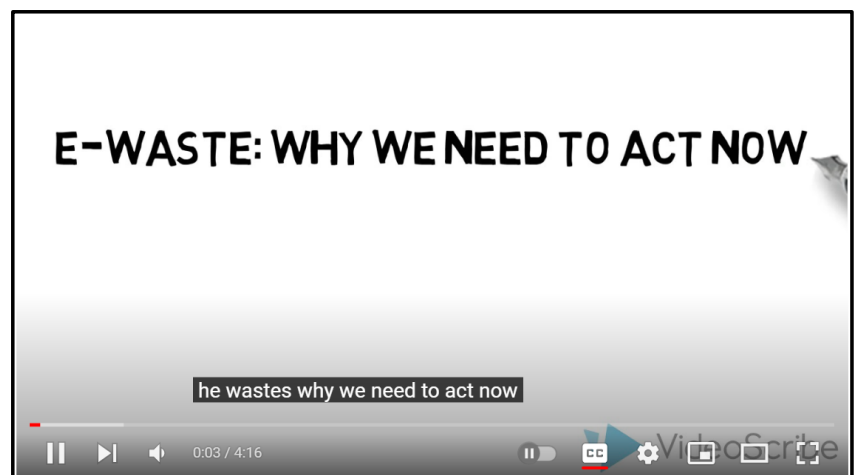 E-WASTE: WHY WE NEED TO ACT NOW
he wastes why we need to act now
0:03 / 4:16
CC
VideoScribe